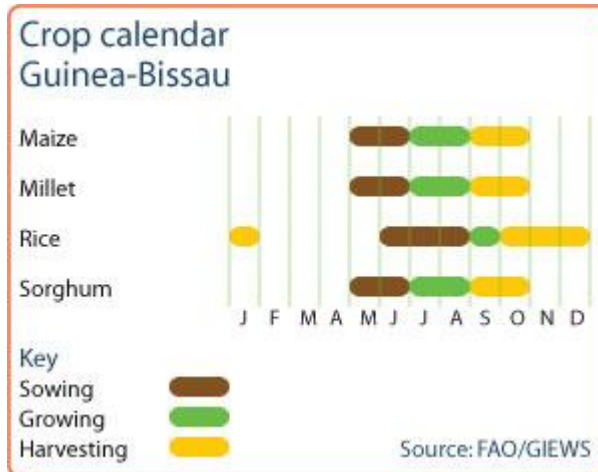 Crop calendar
Guinea-Bissau
Maize
Millet
Rice
Sorghum
J F M A M J J A S O N D
Key
Sowing
Growing
Harvesting
Source: FAO/GIEWS